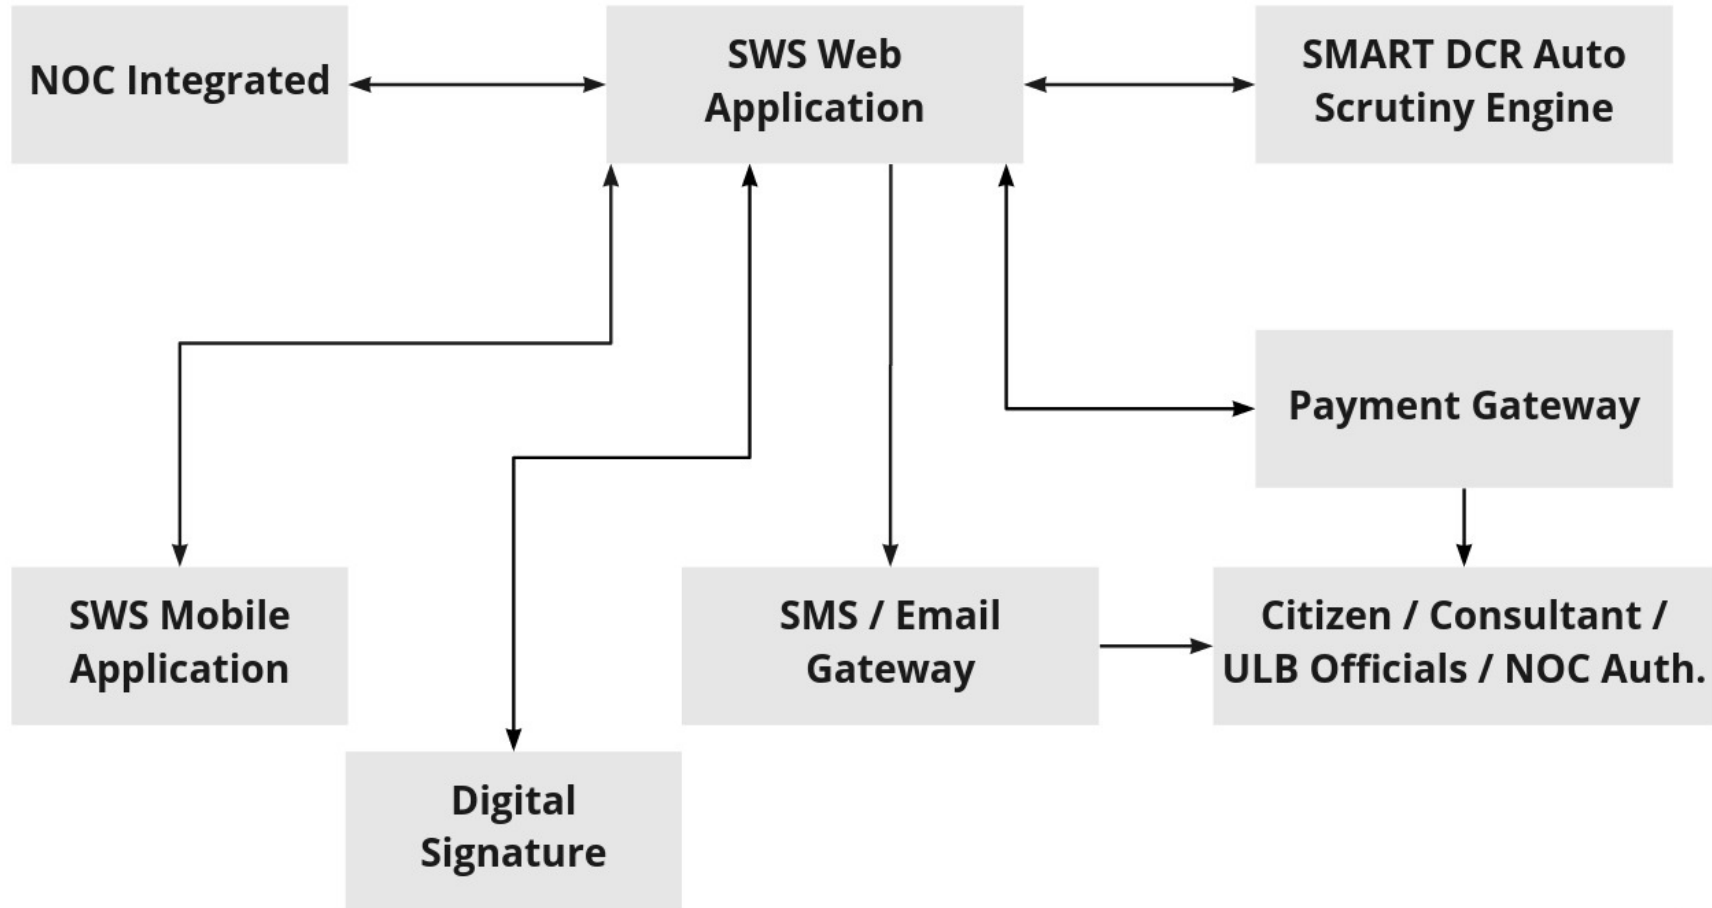 NOC Integrated
SWS Web
Application
SMART DCR Auto
Scrutiny Engine
Payment Gateway
SWS Mobile
Application
SMS / Email
Gateway
Citizen / Consultant /
ULB Officials / NOC Auth.
Digital
Signature